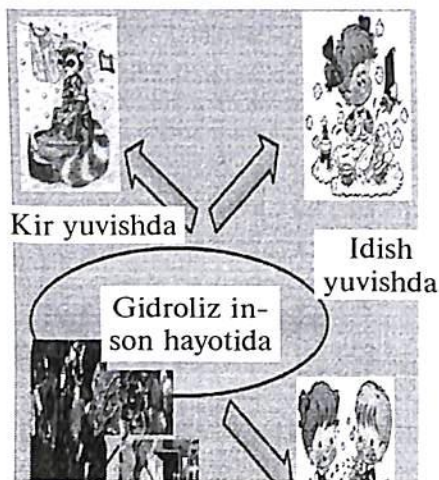 Kir yuvishda
Idish
yuvishda
Gidroliz in-
son hayotida